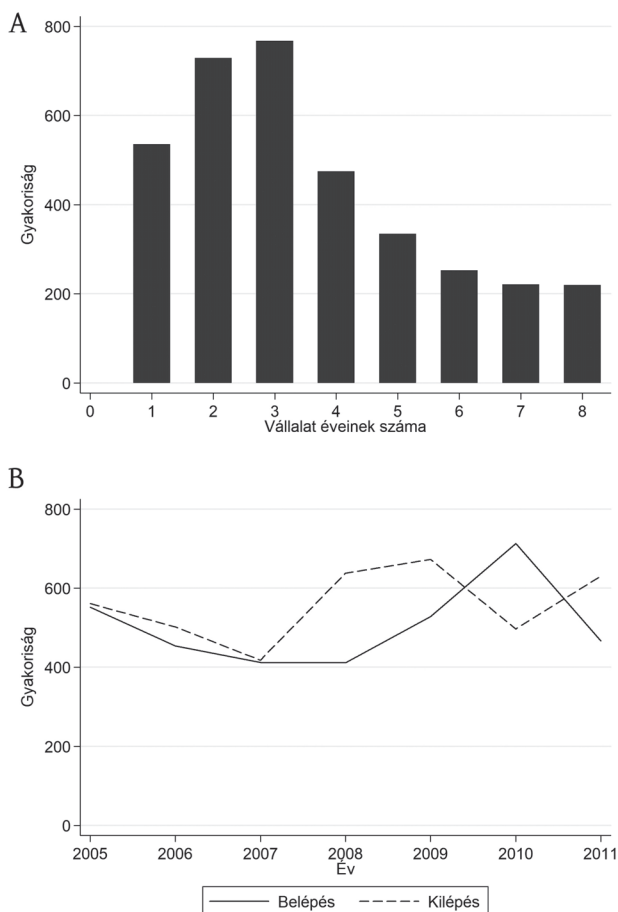 A
800
600
400
200
0
Gyakoriság
0 1 2 3 4 5 6 7 8
Vállalat éveinek száma
B
800
600
400
200
0
Gyakoriság
2005 2006 2007 2008 2009 2010 2011
Év
Belépés Kilépés